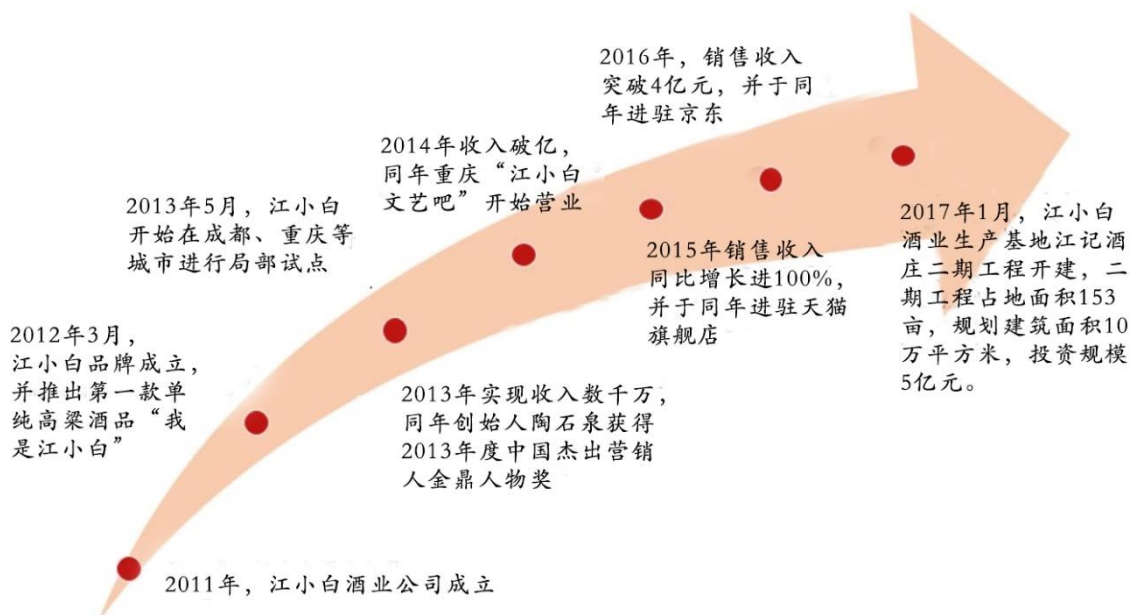 2011年，江小白酒业公司成立
2012年3月，
江小白品牌成立，
并推出第一款单
纯高粱酒品“我
是江小白”
2013年5月，江小白
开始在成都、重庆等
城市进行局部试点
2013年实现收入数千万，
同年创始人陶石泉获得
2013年度中国杰出营销
人金鼎人物奖
2014年收入破亿，
同年重庆“江小白
文艺吧”开始营业
2015年销售收入
同比增长进100%，
并于同年进驻天猫
旗舰店
2016年，销售收入
突破4亿元，并于同
年进驻京东
2017年1月，江小白
酒业生产基地江记酒
庄二期工程开建，二
期工程占地面积153
亩，规划建筑面积10
万平方米，投资规模
5亿元。